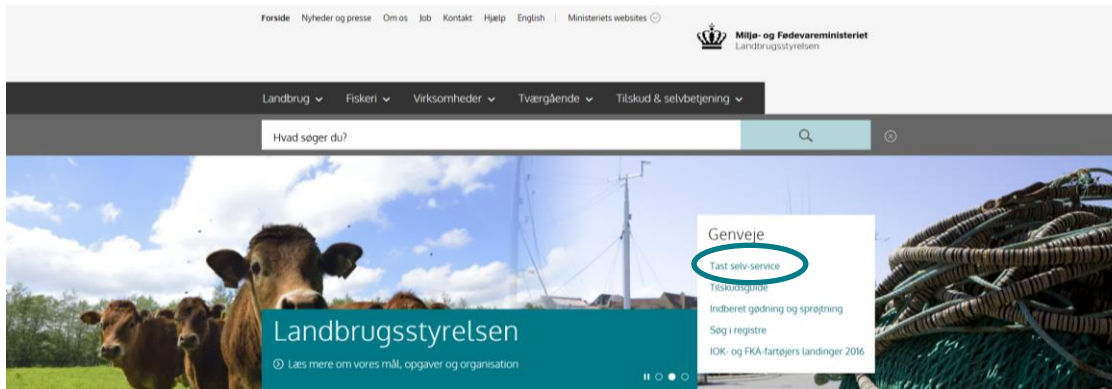 Forside Nyheder og presse Om os Job Kontakt Hjælp English Ministeriets websites
Miljø- og Fødevareministeriet
Landbrugsstyrelsen
Landbrug Fiskeri Virksomheder Tværgående Tilskud & selvbetjening
Hvad søger du?
Genveje
Tast selv-service
Tilskudsguide
Indberet gødning og sprøjtning
Søg i registre
IOK- og FKA-fartøjers landinger 2016
Landbrugsstyrelsen
Læs mere om vores mål, opgaver og organisation